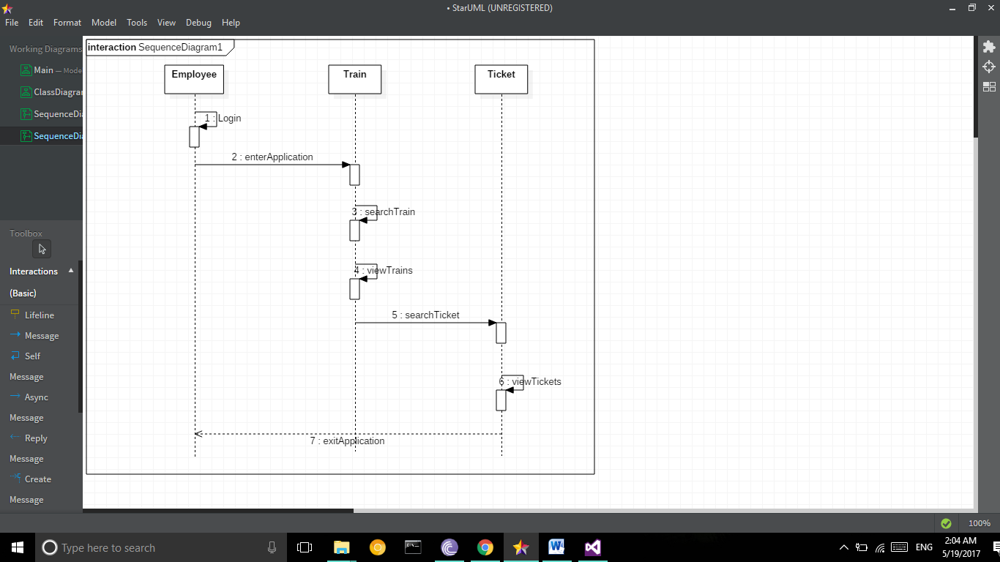 • StarUML (UNREGISTERED)
File Edit Format Model Tools View Debug Help
Working Diagrams
Main — Mode
ClassDiagra
SequenceDia
SequenceDia
interaction SequenceDiagram1
Employee Train Ticket
1 : Login
2 : enterApplication
3 : searchTrain
4 : viewTrains
5 : searchTicket
6 : viewTickets
7 : exitApplication
Toolbox
Interactions
(Basic)
Lifeline
Message
Self
Message
Async
Message
Reply
Message
Create
Message
100%
Type here to search
ENG
2:04 AM
5/19/2017